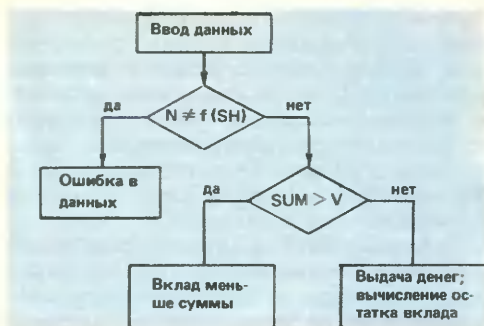 Ввод данных
да
N ≠ f (SH)
нет
Ошибка в
данных
да
SUM > V
нет
Вклад мень-
ше суммы
Выдача денег;
вычисление ос-
татка вклада